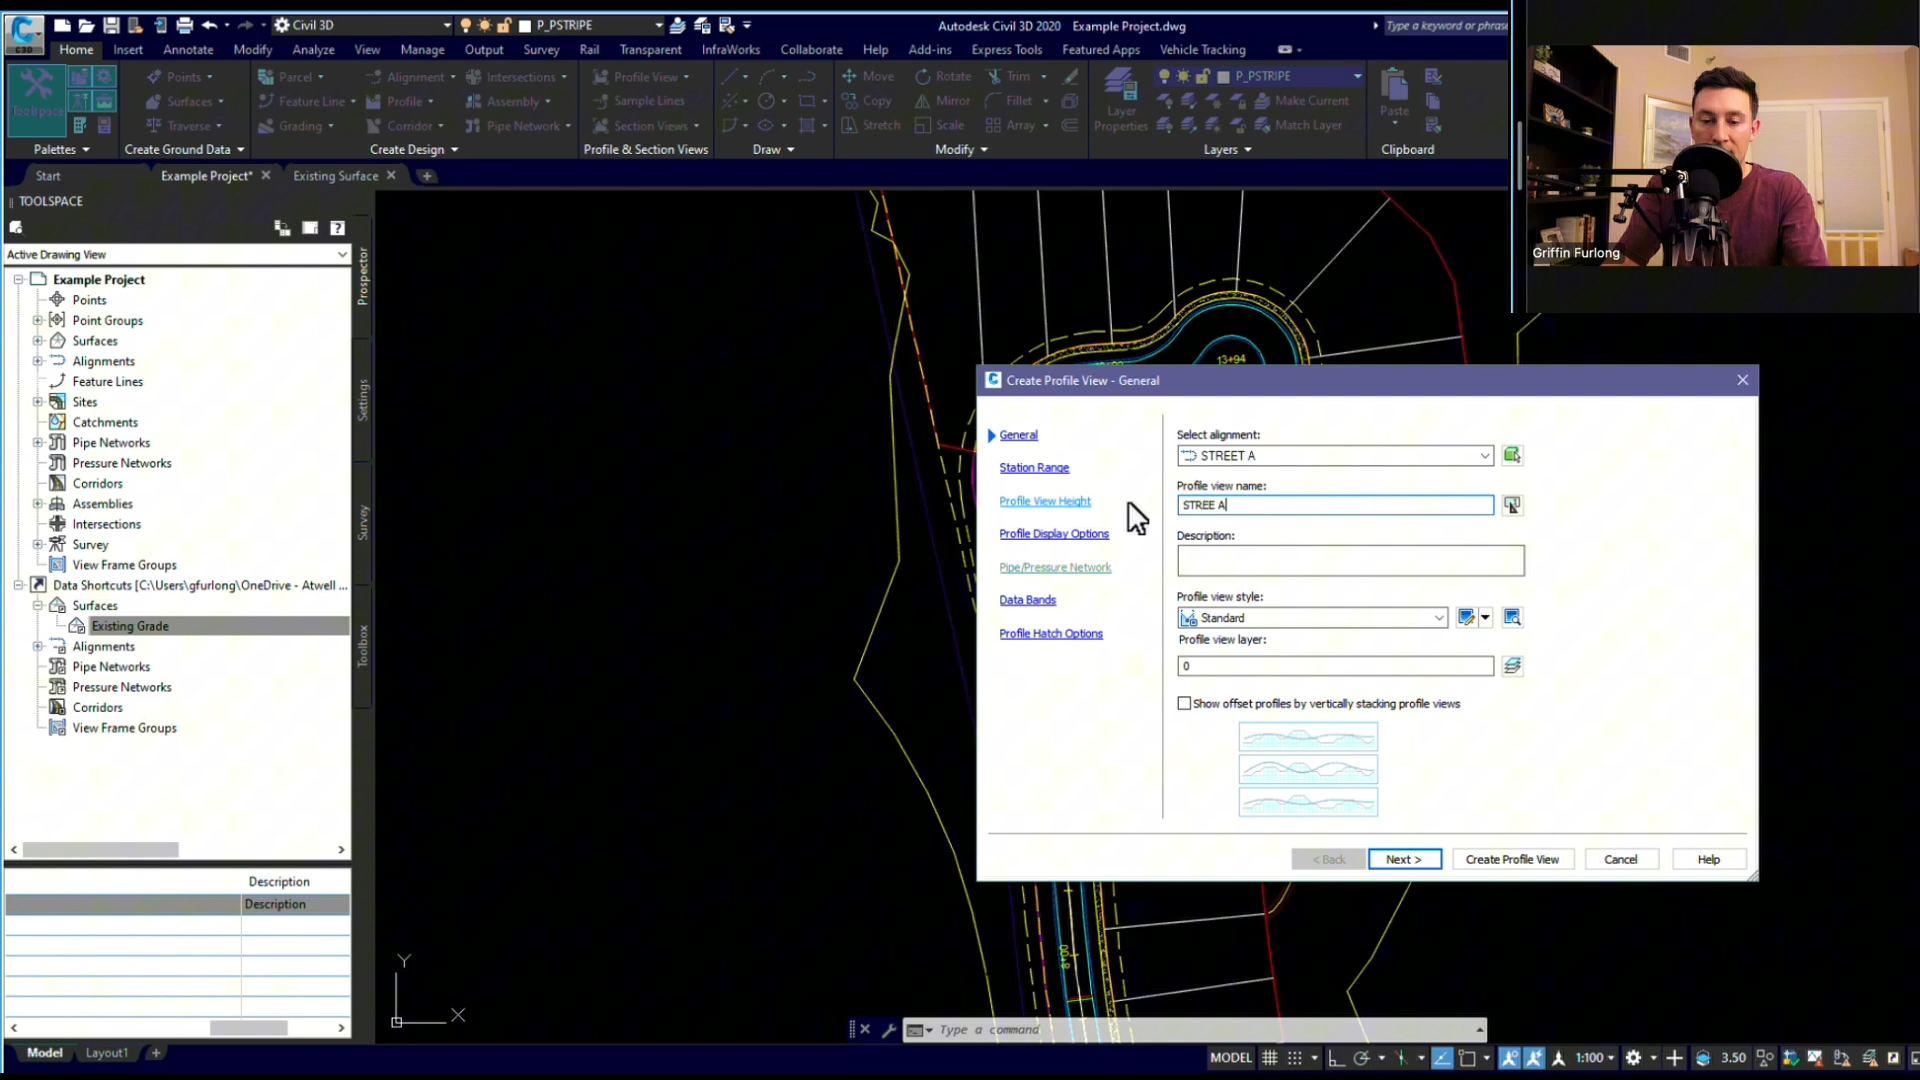 Civil 3D
P_PSTRIPE
Autodesk Civil 3D 2020 Example Project.dwg
Type a keyword or phrase
C3D
Home Insert Annotate Modify Analyze View Manage Output Survey Rail Transparent InfraWorks Collaborate Help Add-ins Express Tools Featured Apps Vehicle Tracking
Points Parcel Alignment Intersections Profile View Move Rotate Trim P_PSTRIPE
Toolspace Surfaces Feature Line Profile Assembly Sample Lines Copy Mirror Fillet Layer Properties Make Current Paste
Traverse Grading Corridor Pipe Network Section Views Stretch Scale Array Match Layer
Palettes Create Ground Data Create Design Profile & Section Views Draw Modify Layers Clipboard
Start Example Project* Existing Surface
TOOLSPACE
Active Drawing View
Example Project
Points
Point Groups
Surfaces
Alignments
Feature Lines
Sites
Catchments
Pipe Networks
Pressure Networks
Corridors
Assemblies
Intersections
Survey
View Frame Groups
Data Shortcuts [C:\Users\gfurlong\OneDrive - Atwell ...
Surfaces
Existing Grade
Alignments
Pipe Networks
Pressure Networks
Corridors
View Frame Groups
Prospector
Settings
Survey
Toolbox
Description
Description
Griffin Furlong
13+94
Create Profile View - General
General
Station Range
Profile View Height
Profile Display Options
Pipe/Pressure Network
Data Bands
Profile Hatch Options
Select alignment:
STREET A
Profile view name:
STREE A
Description:
Profile view style:
Standard
Profile view layer:
0
Show offset profiles by vertically stacking profile views
< Back Next > Create Profile View Cancel Help
8+00
Y
X
Type a command
Model Layout1
MODEL 1:100 3.50